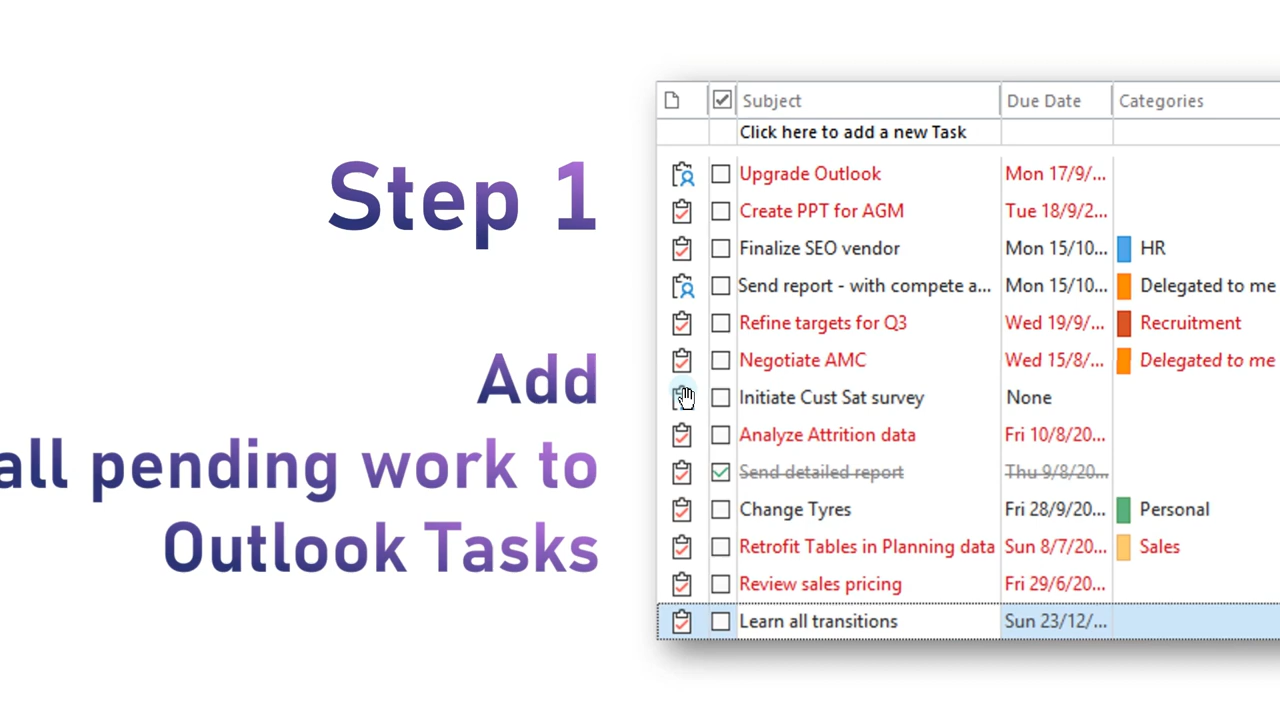 Step 1
Add
all pending work to
Outlook Tasks
Subject Due Date Categories
Click here to add a new Task
Upgrade Outlook Mon 17/9/...
Create PPT for AGM Tue 18/9/2...
Finalize SEO vendor Mon 15/10... HR
Send report - with compete a... Mon 15/10... Delegated to me
Refine targets for Q3 Wed 19/9/... Recruitment
Negotiate AMC Wed 15/8/... Delegated to me
Initiate Cust Sat survey None
Analyze Attrition data Fri 10/8/20...
Send detailed report Thu 9/8/20...
Change Tyres Fri 28/9/20... Personal
Retrofit Tables in Planning data Sun 8/7/20... Sales
Review sales pricing Fri 29/6/20...
Learn all transitions Sun 23/12/...